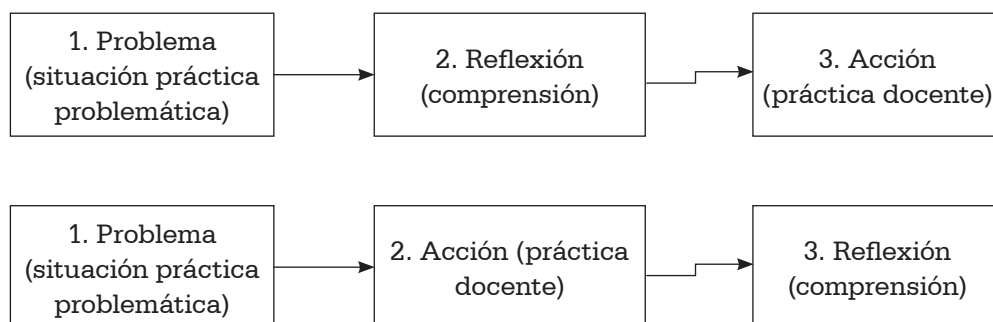 1. Problema
(situación práctica
problemática)
2. Reflexión
(comprensión)
3. Acción
(práctica docente)
1. Problema
(situación práctica
problemática)
2. Acción (práctica
docente)
3. Reflexión
(comprensión)